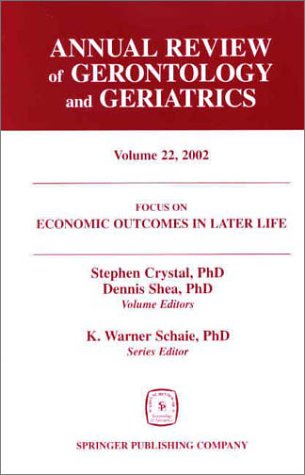 ANNUAL REVIEW
of GERONTOLOGY
and GERIATRICS
Volume 22, 2002
FOCUS ON
ECONOMIC OUTCOMES IN LATER LIFE
Stephen Crystal, PhD
Dennis Shea, PhD
Volume Editors
K. Warner Schaie, PhD
Series Editor
SPRINGER PUBLISHING COMPANY